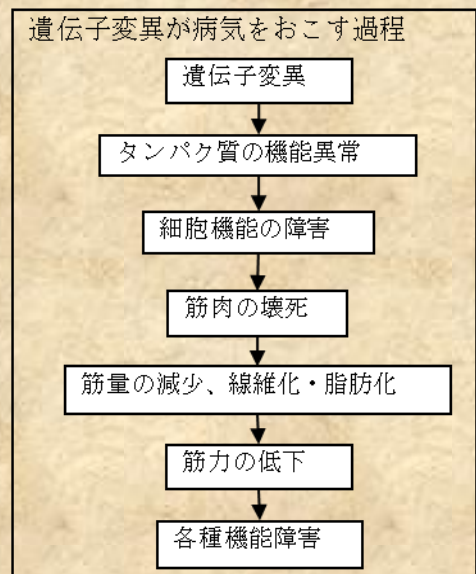 遺伝子変異が病気をおこす過程
遺伝子変異
タンパク質の機能異常
細胞機能の障害
筋肉の壊死
筋量の減少、線維化・脂肪化
筋力の低下
各種機能障害